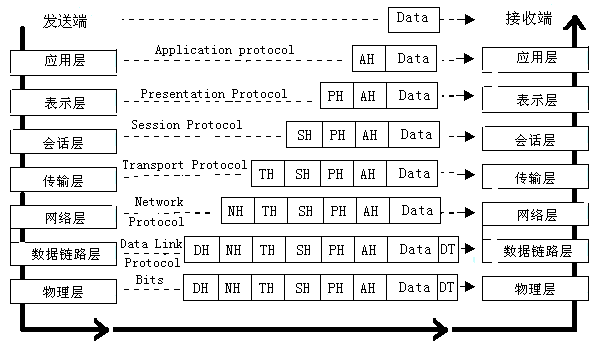 发送端 Data 接收端
应用层 Application protocol AH Data 应用层
表示层 Presentation Protocol PH AH Data 表示层
会话层 Session Protocol SH PH AH Data 会话层
传输层 Transport Protocol TH SH PH AH Data 传输层
网络层 Network Protocol NH TH SH PH AH Data 网络层
数据链路层 Data Link Protocol DH NH TH SH PH AH Data DT 数据链路层
物理层 Bits DH NH TH SH PH AH Data DT 物理层